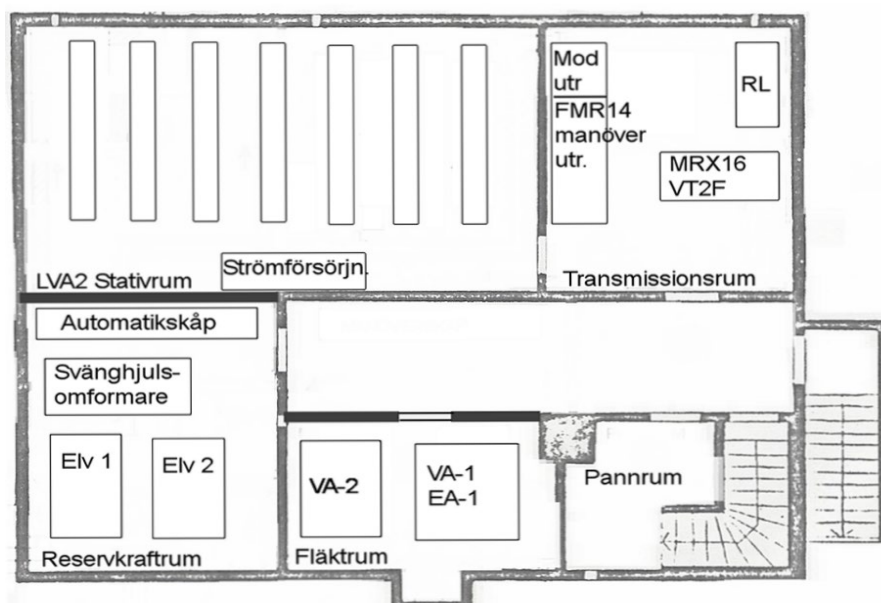 Mod
utr
FMR14
manöver
utr.
RL
MRX16
VT2F
Strömförsörjn.
LVA2 Stativrum
Transmissionsrum
Automatikskåp
Svänghjuls-
omformare
Elv 1
Elv 2
VA-2
VA-1
EA-1
Pannrum
Reservkraftrum
Fläktrum